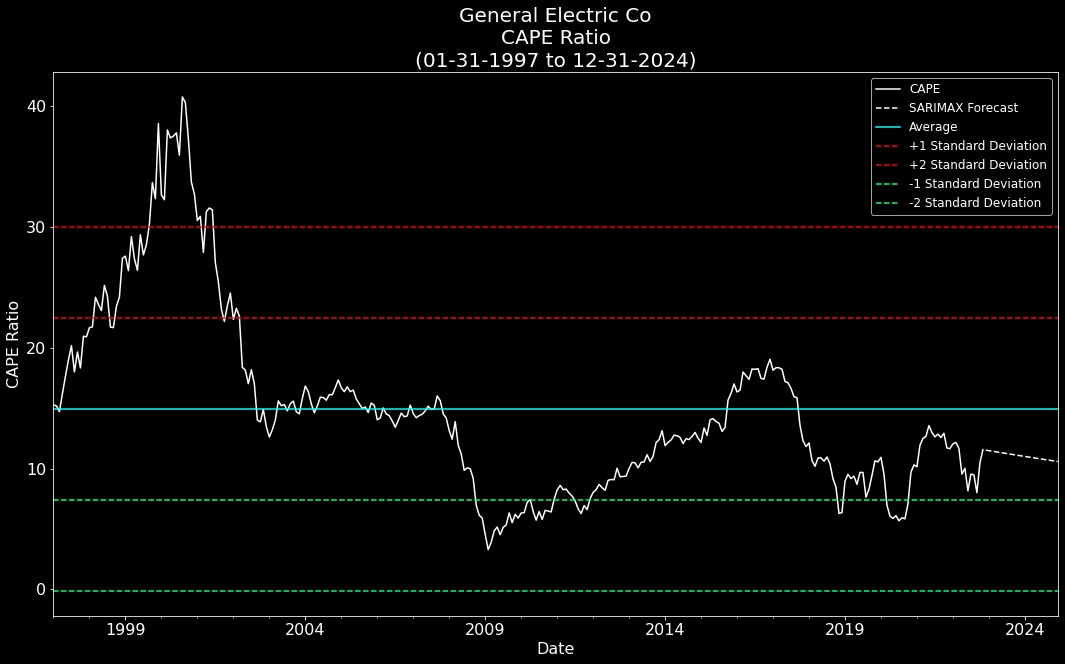 General Electric Co
CAPE Ratio
(01-31-1997 to 12-31-2024)
CAPE
SARIMAX Forecast
Average
+1 Standard Deviation
+2 Standard Deviation
-1 Standard Deviation
-2 Standard Deviation
CAPE Ratio
40
30
20
10
0
1999 2004 2009 2014 2019 2024
Date